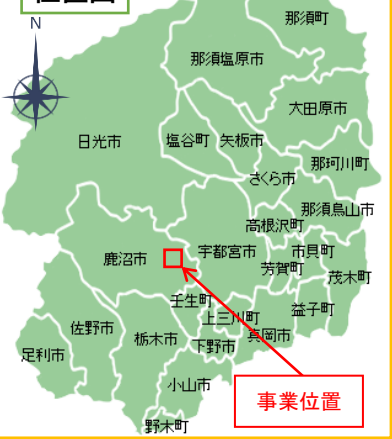 位置図
N
那須町
那須塩原市
大田原市
日光市
塩谷町
矢板市
那珂川町
さくら市
那須烏山市
高根沢町
宇都宮市
市貝町
鹿沼市
芳賀町
茂木町
壬生町
益子町
上三川町
佐野市
栃木市
真岡市
下野市
足利市
小山市
事業位置
野木町